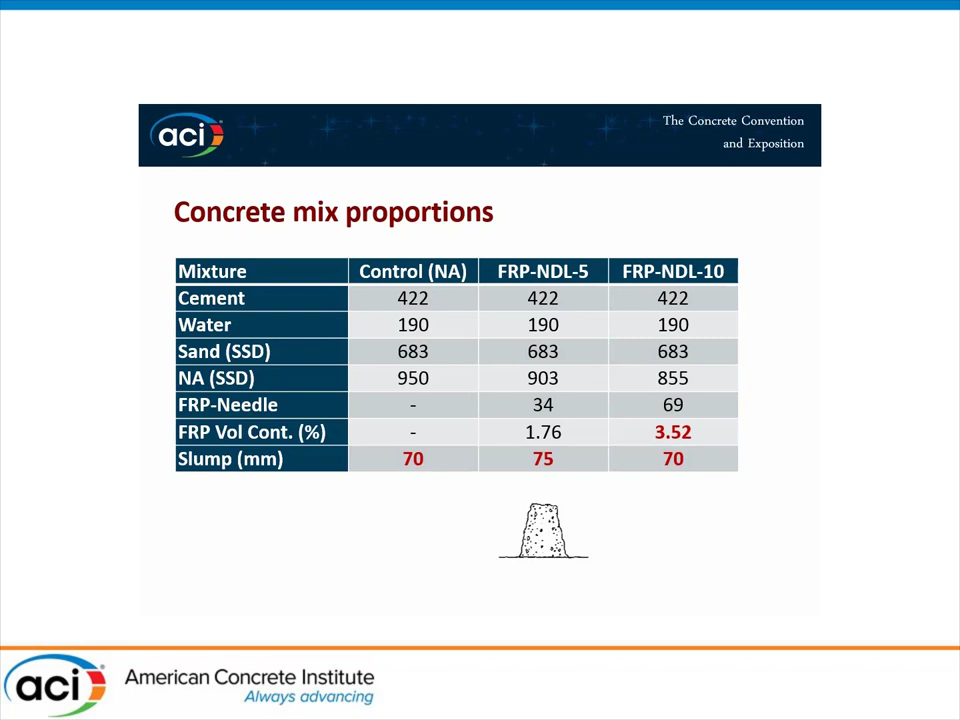 aci
The Concrete Convention
and Exposition
Concrete mix proportions
Mixture Control (NA) FRP-NDL-5 FRP-NDL-10
Cement 422 422 422
Water 190 190 190
Sand (SSD) 683 683 683
NA (SSD) 950 903 855
FRP-Needle - 34 69
FRP Vol Cont. (%) - 1.76 3.52
Slump (mm) 70 75 70
aci
American Concrete Institute
Always advancing